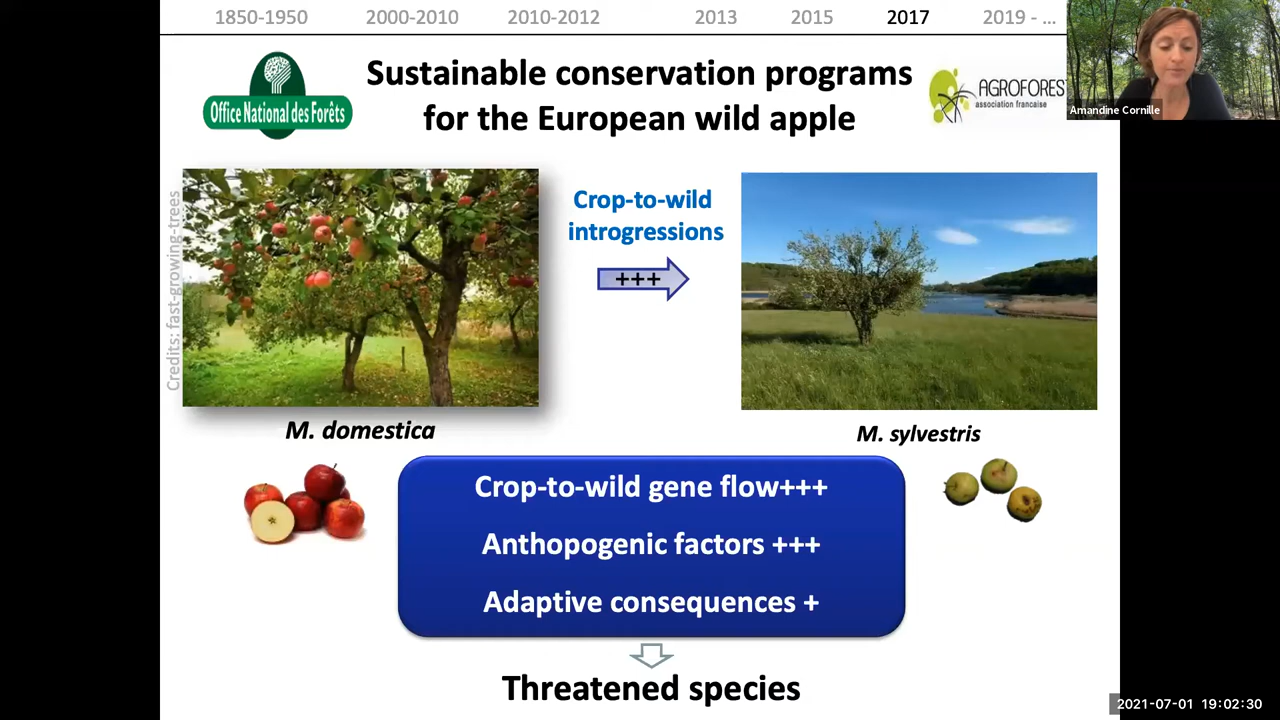 1850-1950 2000-2010 2010-2012 2013 2015 2017 2019 - ...
Sustainable conservation programs
for the European wild apple
Office National des Forêts
AGROFORES
association francaise
Amandine Cornille
Credits: fast-growing-trees
Crop-to-wild
introgressions
+++
M. domestica
M. sylvestris
Crop-to-wild gene flow+++
Anthopogenic factors +++
Adaptive consequences +
Threatened species
2021-07-01 19:02:30